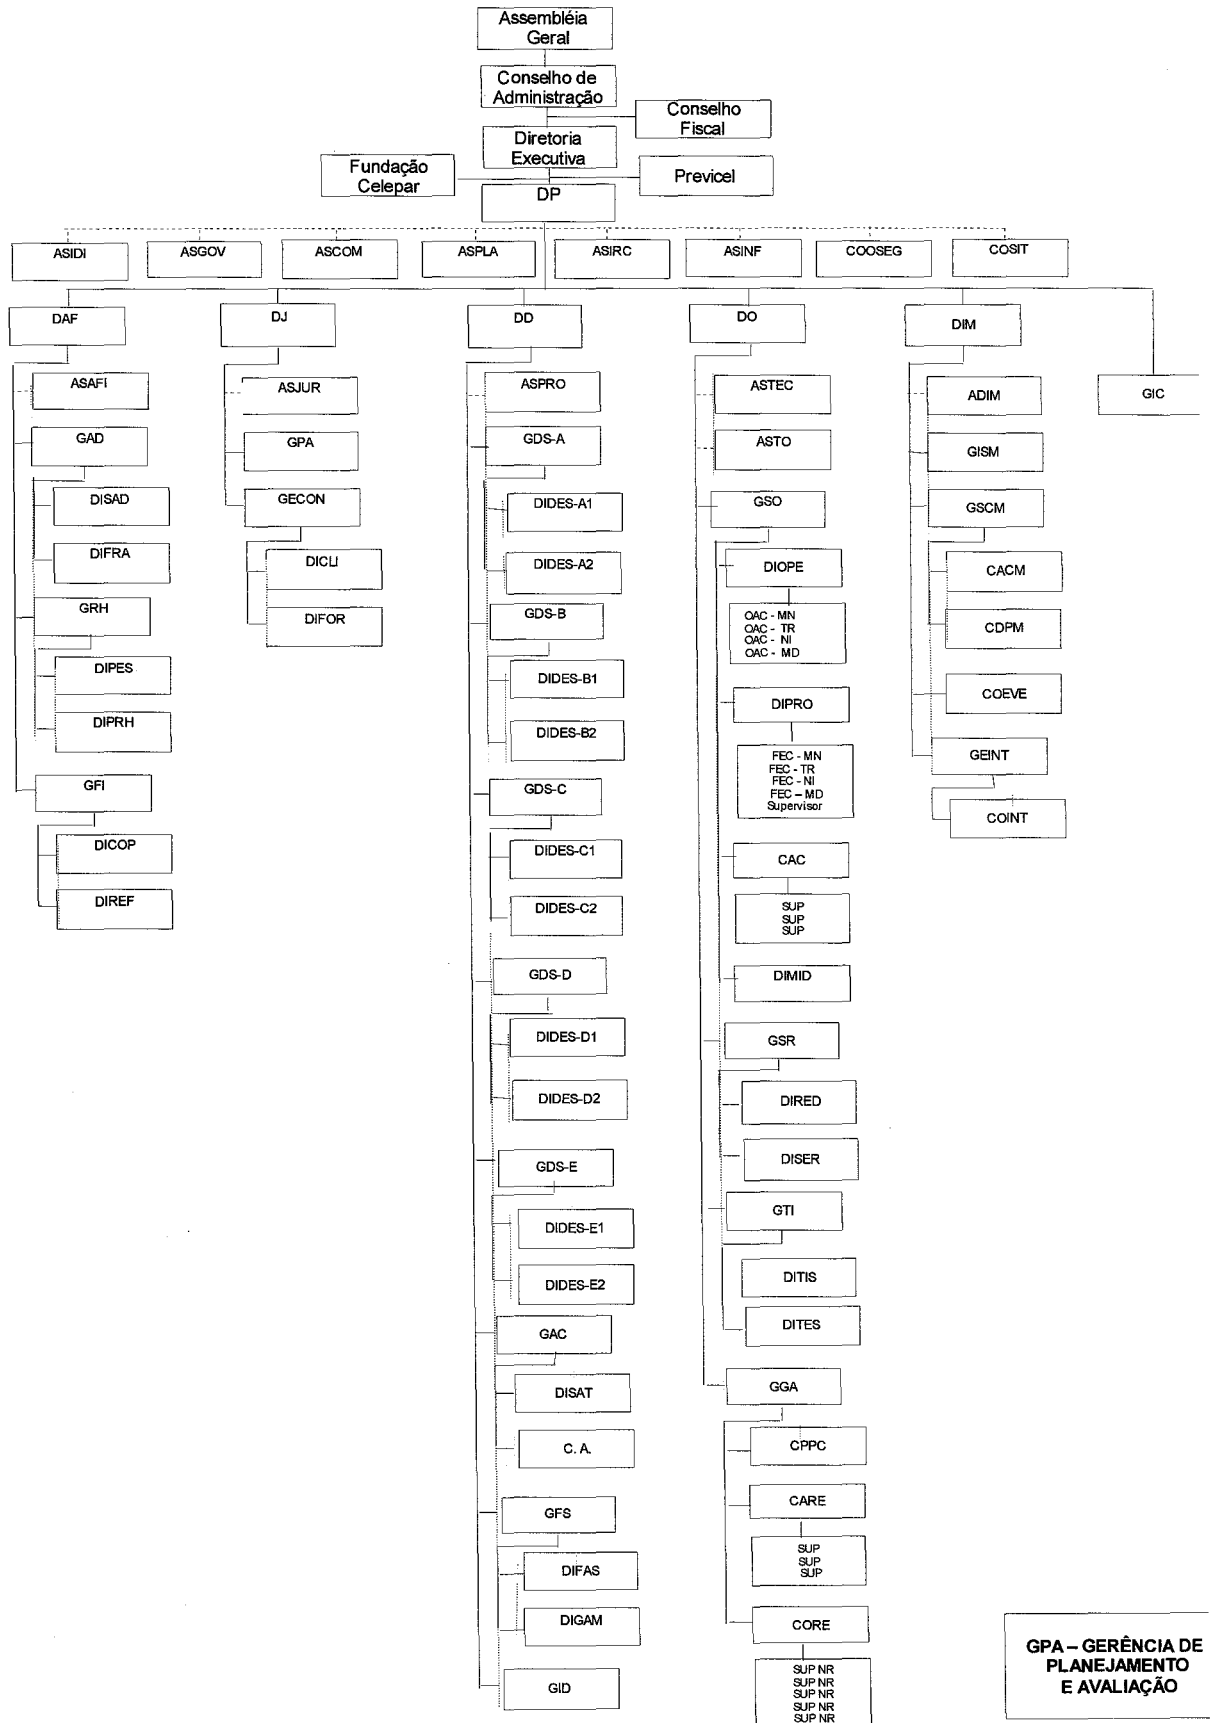 Assembléia
Geral
Conselho de
Administração
Conselho
Fiscal
Diretoria
Executiva
Fundação
Celepar
Previcel
DP
ASIDI
ASGOV
ASCOM
ASPLA
ASIRC
ASINF
COOSEG
COSIT
DAF
ASAFI
GAD
DISAD
DIFRA
GRH
DIPES
DIPRH
GFI
DICOP
DIREF
DJ
ASJUR
GPA
GECON
DICLI
DIFOR
DD
ASPRO
GDS-A
DIDES-A1
DIDES-A2
GDS-B
DIDES-B1
DIDES-B2
GDS-C
DIDES-C1
DIDES-C2
GDS-D
DIDES-D1
DIDES-D2
GDS-E
DIDES-E1
DIDES-E2
GAC
DISAT
C. A.
GFS
DIFAS
DIGAM
GID
DO
ASTEC
ASTO
GSO
DIOPE
OAC - MN
OAC - TR
OAC - NI
OAC - MD
DIPRO
FEC - MN
FEC - TR
FEC - NI
FEC – MD
Supervisor
CAC
SUP
SUP
SUP
DIMID
GSR
DIRED
DISER
GTI
DITIS
DITES
GGA
CPPC
CARE
SUP
SUP
SUP
CORE
SUP NR
SUP NR
SUP NR
SUP NR
SUP NR
DIM
ADIM
GISM
GSCM
CACM
CDPM
COEVE
GEINT
COINT
GIC
GPA – GERÊNCIA DE
PLANEJAMENTO
E AVALIAÇÃO